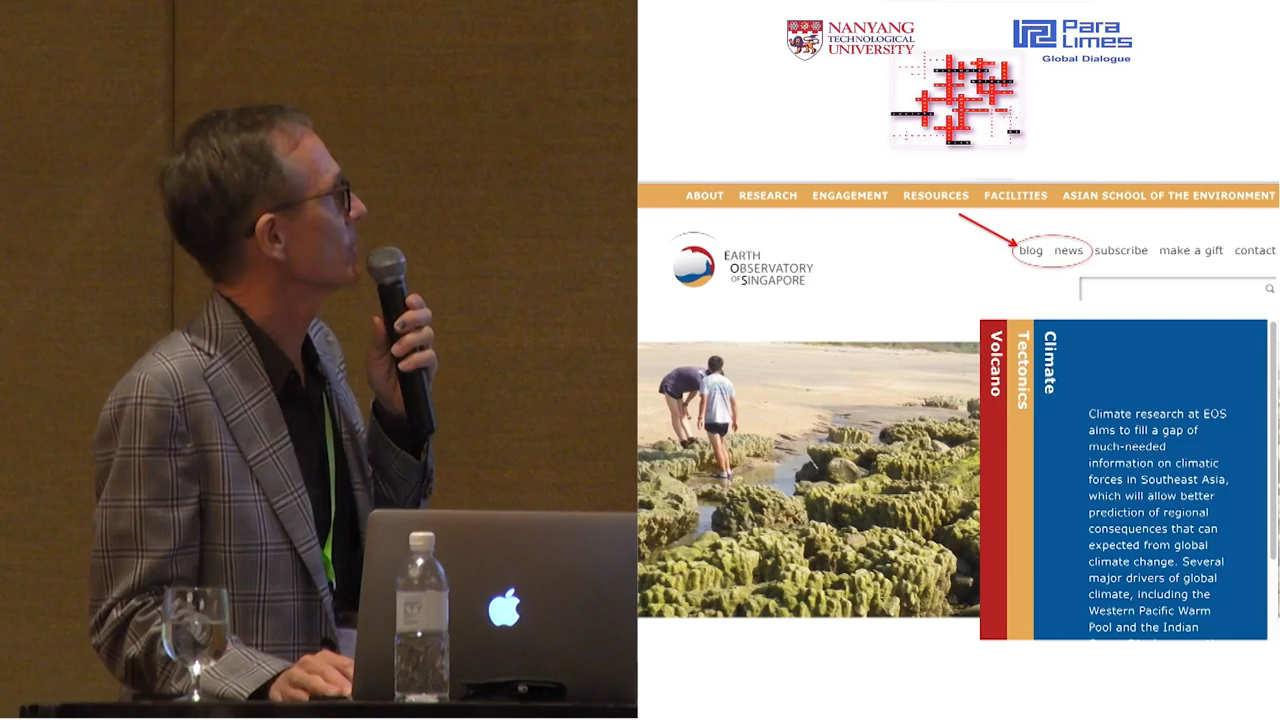 NANYANG
TECHNOLOGICAL
UNIVERSITY
Para
Limes
Global Dialogue
ABOUT RESEARCH ENGAGEMENT RESOURCES FACILITIES ASIAN SCHOOL OF THE ENVIRONMENT
blog news subscribe make a gift contact
EARTH
OBSERVATORY
OF SINGAPORE
Volcano
Tectonics
Climate
Climate research at EOS
aims to fill a gap of
much-needed
information on climatic
forces in Southeast Asia,
which will allow better
prediction of regional
consequences that can
expected from global
climate change. Several
major drivers of global
climate, including the
Western Pacific Warm
Pool and the Indian